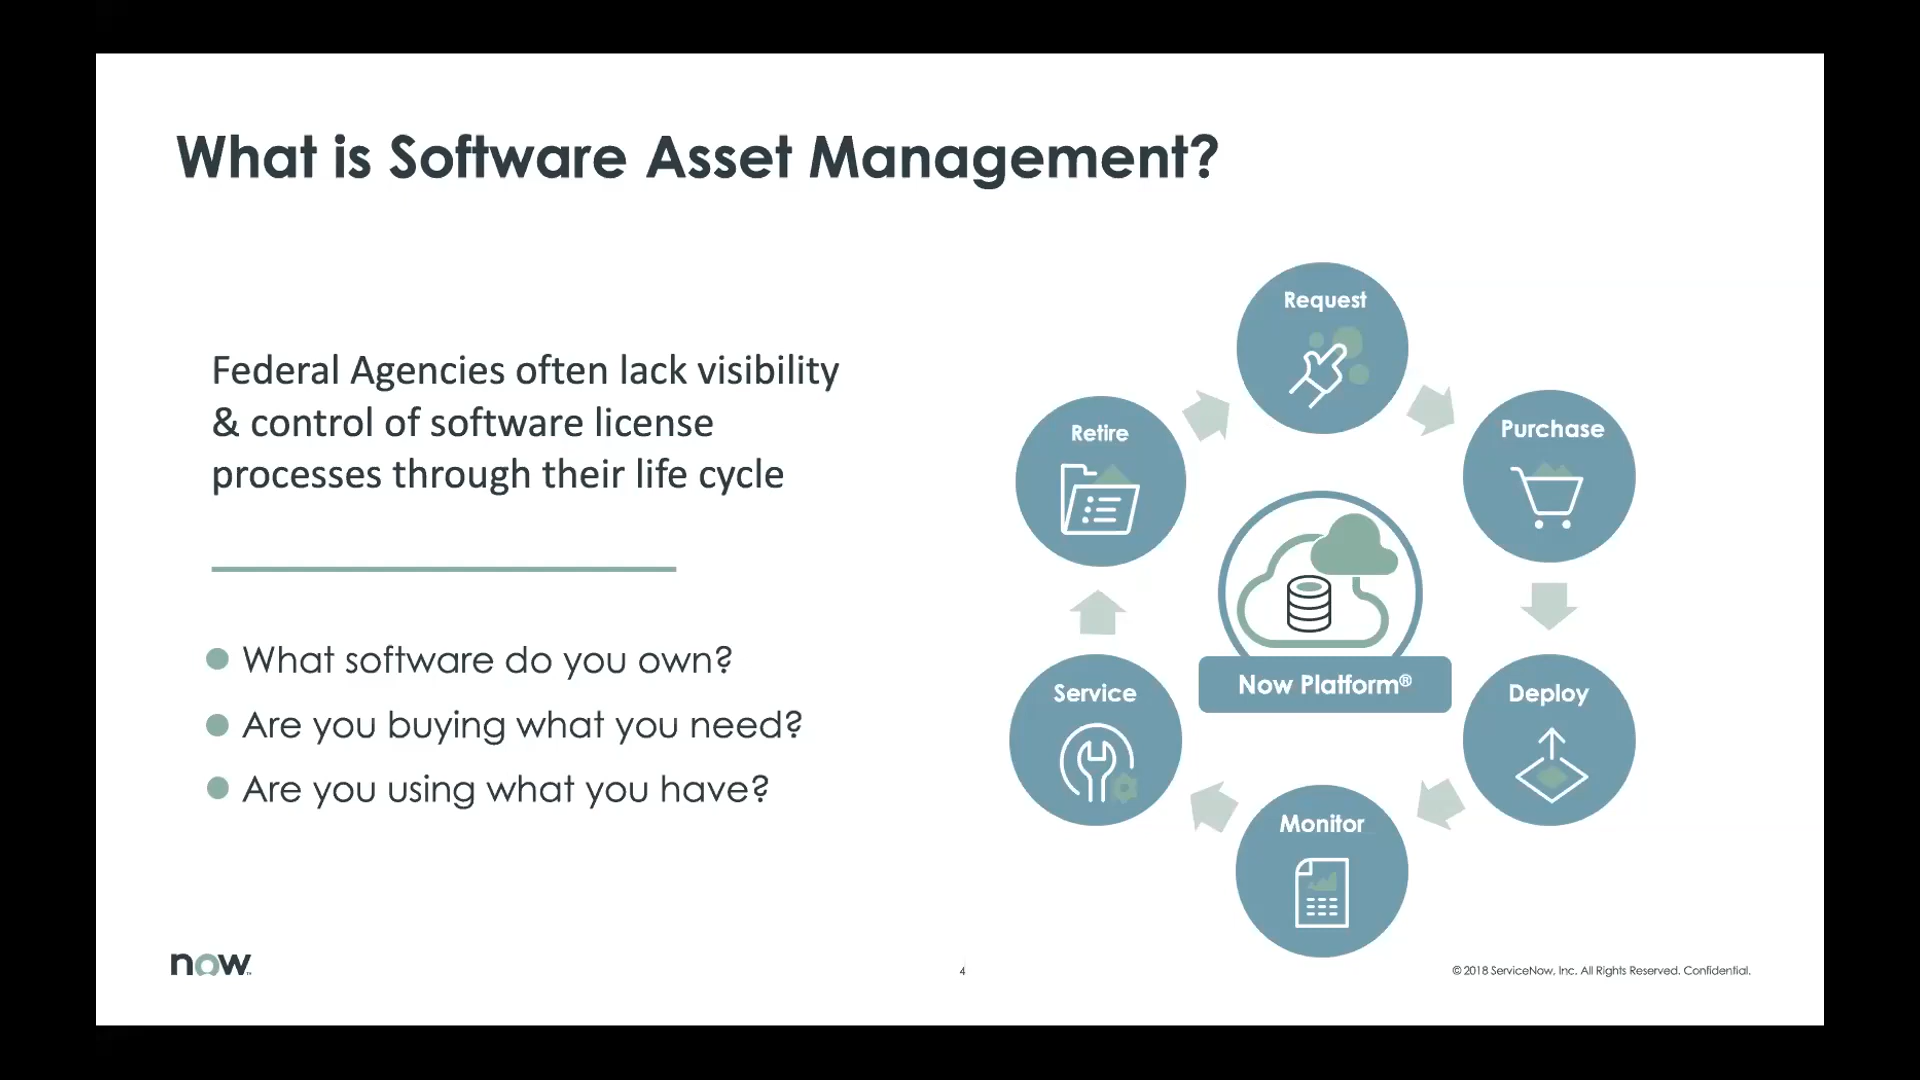 What is Software Asset Management?
Federal Agencies often lack visibility
& control of software license
processes through their life cycle
What software do you own?
Are you buying what you need?
Are you using what you have?
Request
Purchase
Deploy
Monitor
Service
Retire
Now Platform®
now™
4
© 2018 ServiceNow, Inc. All Rights Reserved. Confidential.